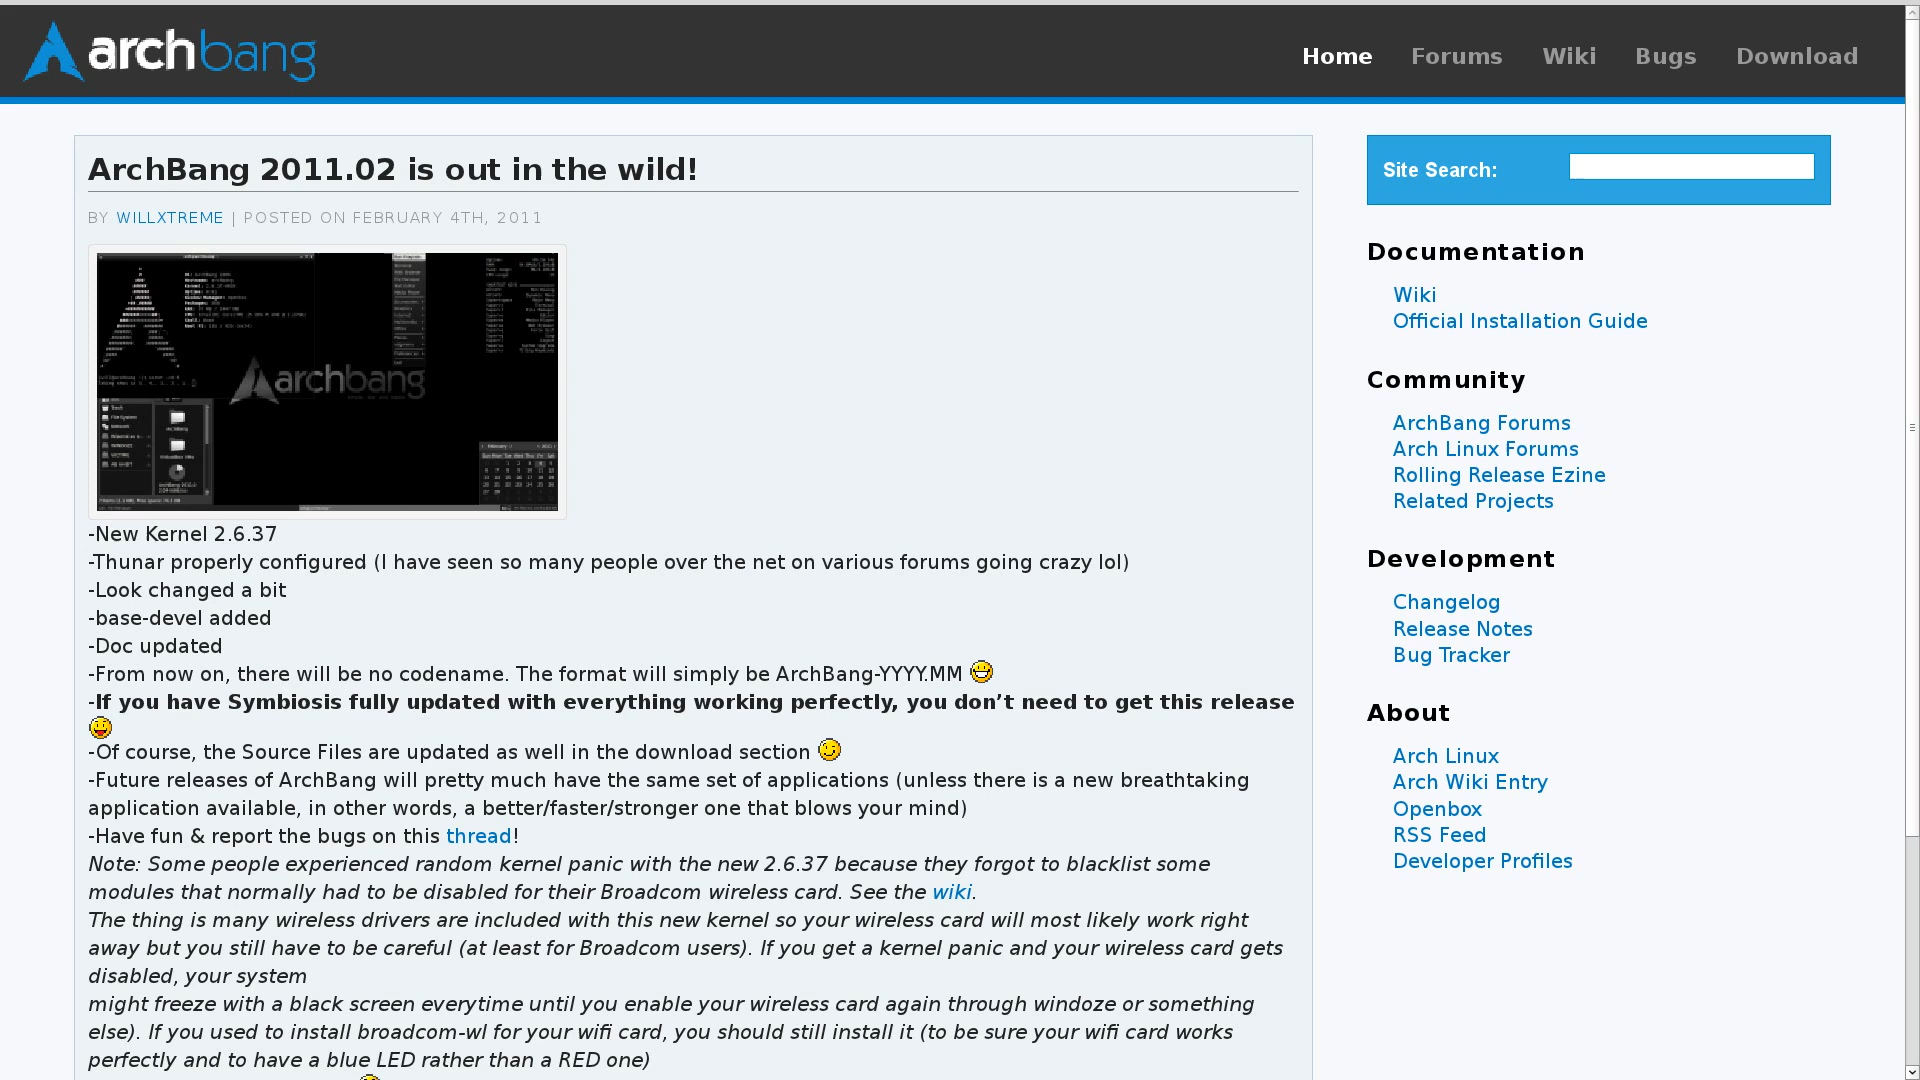 archbang
Home Forums Wiki Bugs Download
ArchBang 2011.02 is out in the wild!
BY WILLXTREME | POSTED ON FEBRUARY 4TH, 2011
archbang
-New Kernel 2.6.37
-Thunar properly configured (I have seen so many people over the net on various forums going crazy lol)
-Look changed a bit
-base-devel added
-Doc updated
-From now on, there will be no codename. The format will simply be ArchBang-YYYY.MM
-If you have Symbiosis fully updated with everything working perfectly, you don’t need to get this release
-Of course, the Source Files are updated as well in the download section
-Future releases of ArchBang will pretty much have the same set of applications (unless there is a new breathtaking
application available, in other words, a better/faster/stronger one that blows your mind)
-Have fun & report the bugs on this thread!
Note: Some people experienced random kernel panic with the new 2.6.37 because they forgot to blacklist some
modules that normally had to be disabled for their Broadcom wireless card. See the wiki.
The thing is many wireless drivers are included with this new kernel so your wireless card will most likely work right
away but you still have to be careful (at least for Broadcom users). If you get a kernel panic and your wireless card gets
disabled, your system
might freeze with a black screen everytime until you enable your wireless card again through windoze or something
else). If you used to install broadcom-wl for your wifi card, you should still install it (to be sure your wifi card works
perfectly and to have a blue LED rather than a RED one)
Site Search:
Documentation
Wiki
Official Installation Guide
Community
ArchBang Forums
Arch Linux Forums
Rolling Release Ezine
Related Projects
Development
Changelog
Release Notes
Bug Tracker
About
Arch Linux
Arch Wiki Entry
Openbox
RSS Feed
Developer Profiles